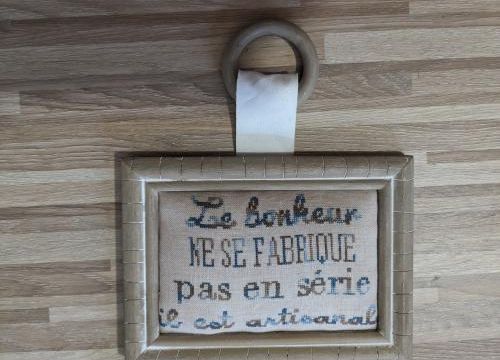 Le bonheur
NE SE FABRIQUE
pas en série
il est artisanal